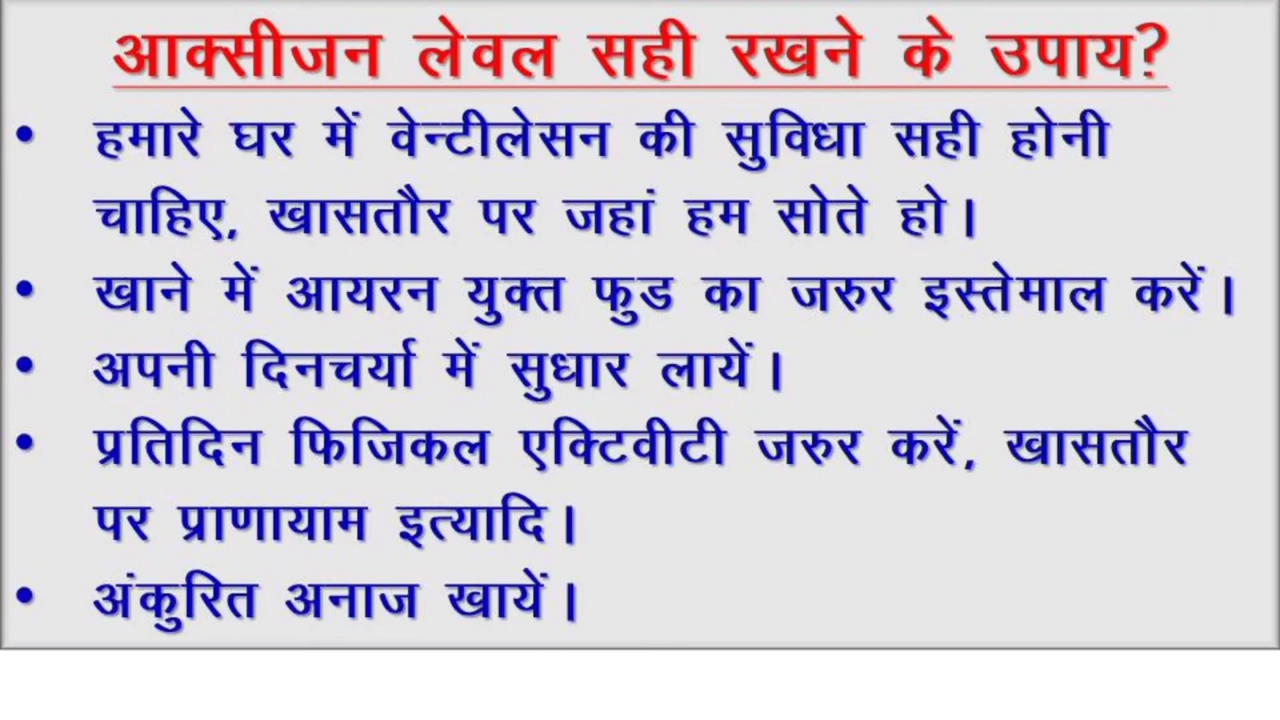 आक्सीजन लेवल सही रखने के उपाय?
• हमारे घर में वेन्टीलेसन की सुविधा सही होनी
चाहिए, खासतौर पर जहां हम सोते हो।
• खाने में आयरन युक्त फुड का जरुर इस्तेमाल करें।
• अपनी दिनचर्या में सुधार लायें।
• प्रतिदिन फिजिकल एक्टिवीटी जरुर करें, खासतौर
पर प्राणायाम इत्यादि।
• अंकुरित अनाज खायें।